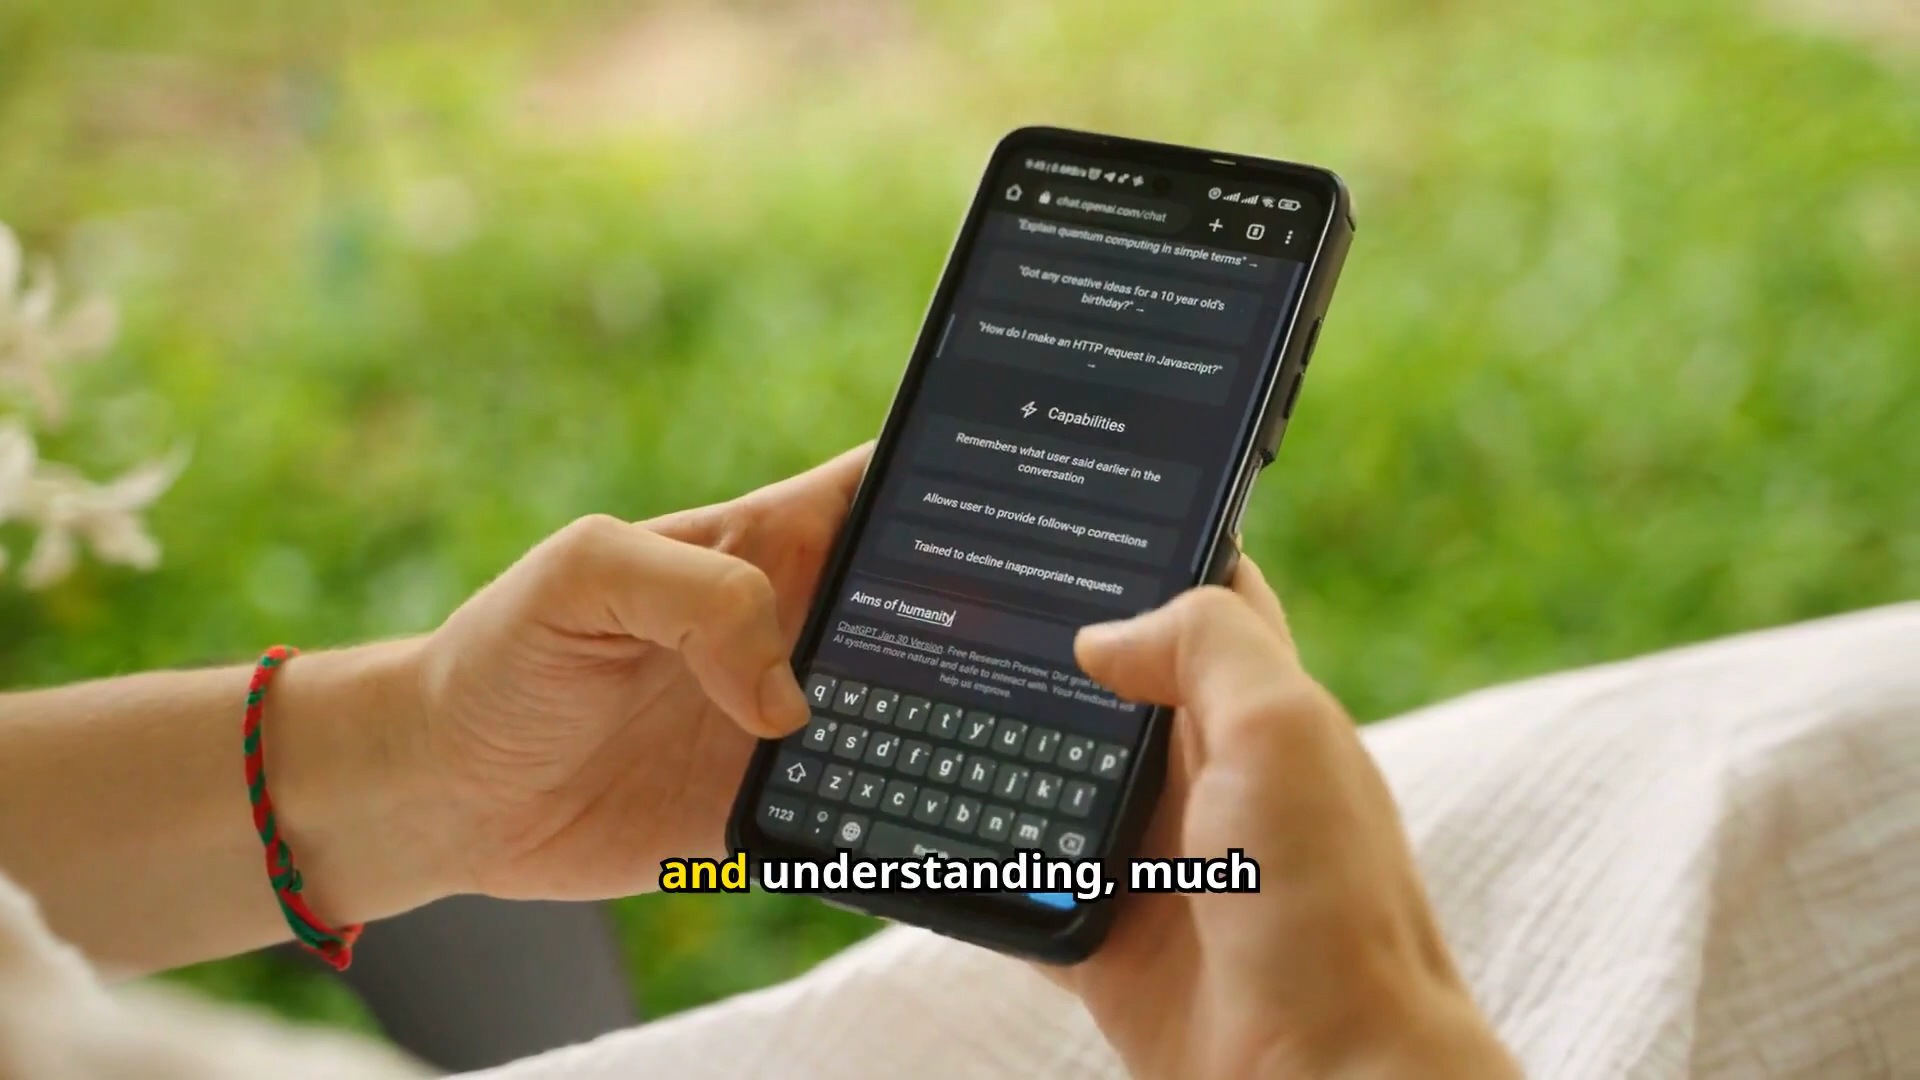 chat.openai.com/chat
"Explain quantum computing in simple terms" →
"Got any creative ideas for a 10 year old's
birthday?" →
"How do I make an HTTP request in Javascript?"
→
Capabilities
Remembers what user said earlier in the
conversation
Allows user to provide follow-up corrections
Trained to decline inappropriate requests
Aims of humanity
ChatGPT Jan 30 Version. Free Research Preview. Our goal is
AI systems more natural and safe to interact with. Your feedback will
help us improve.
q w e r t y u i o p
a s d f g h j k l
z x c v b n m
?123
and understanding, much